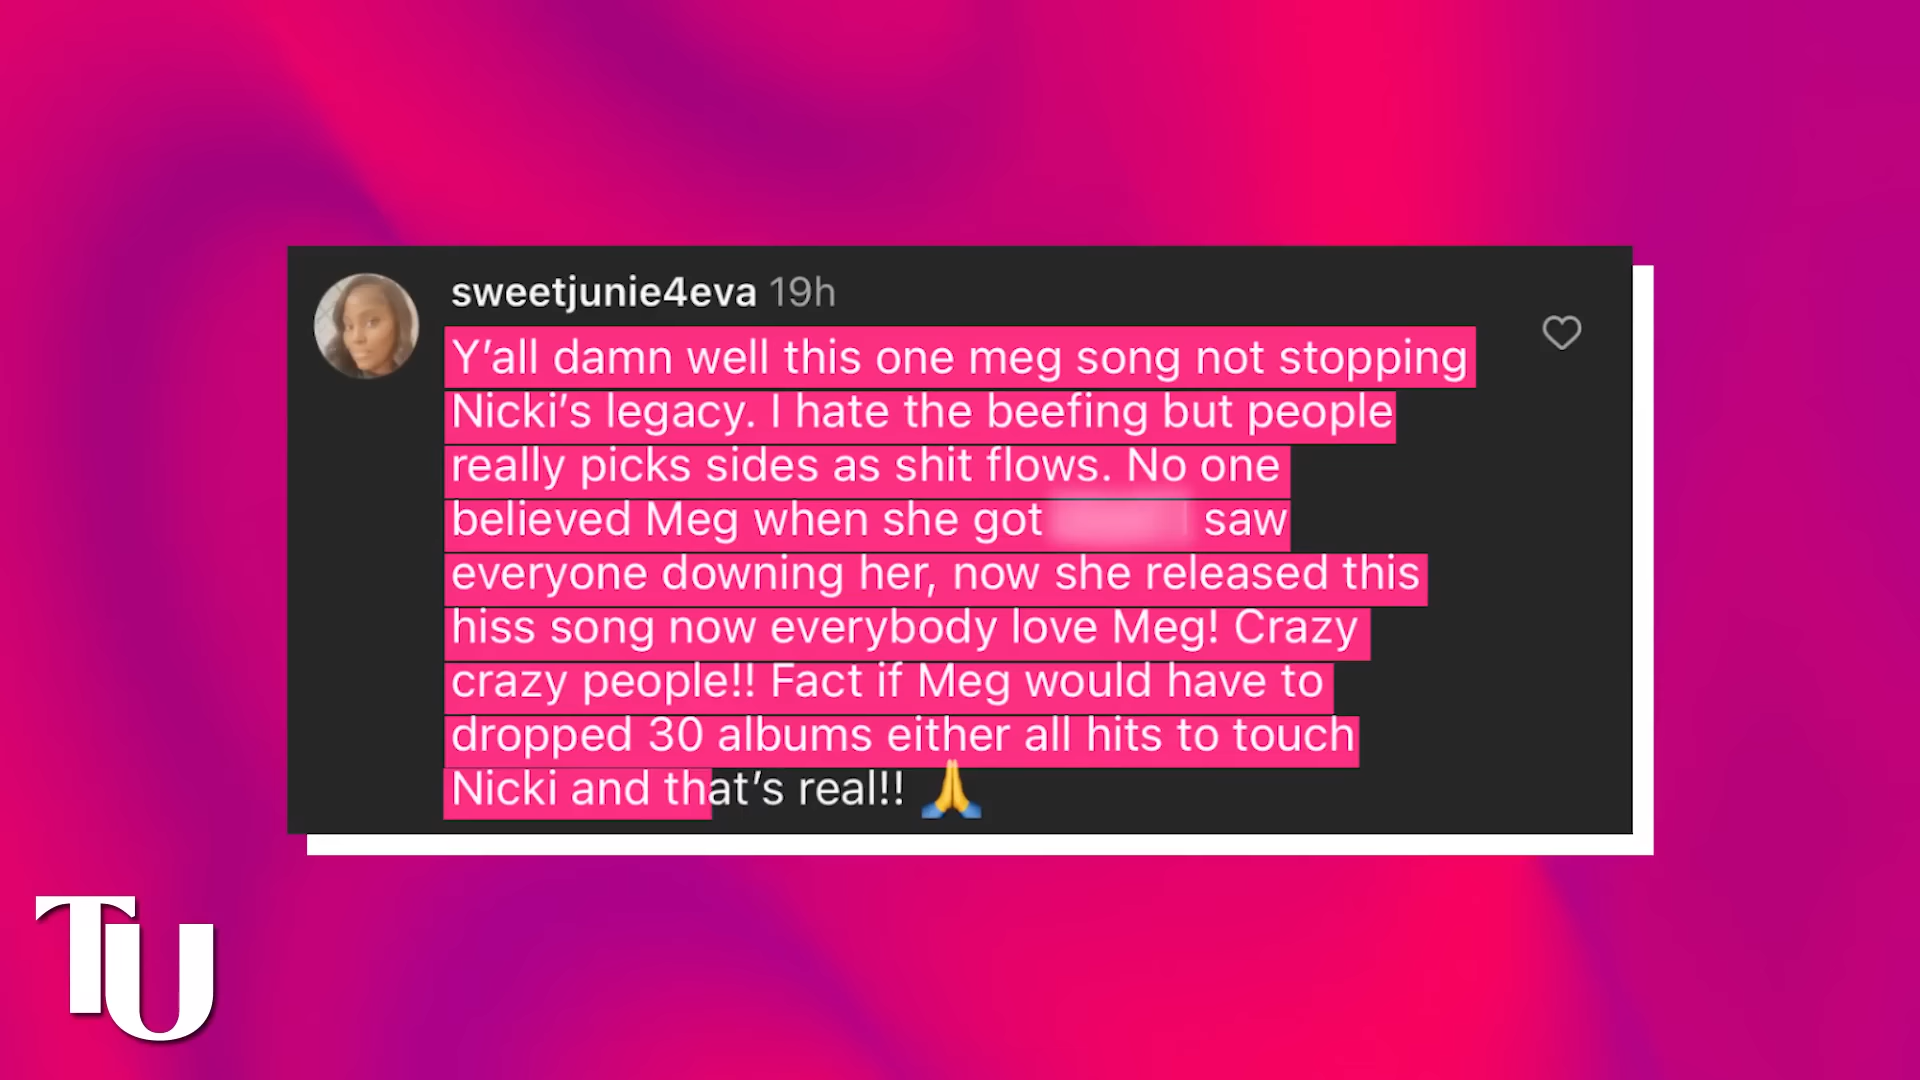 sweetjunie4eva 19h
Y’all damn well this one meg song not stopping
Nicki’s legacy. I hate the beefing but people
really picks sides as shit flows. No one
believed Meg when she got saw
everyone downing her, now she released this
hiss song now everybody love Meg! Crazy
crazy people!! Fact if Meg would have to
dropped 30 albums either all hits to touch
Nicki and that’s real!! 🙏
TU